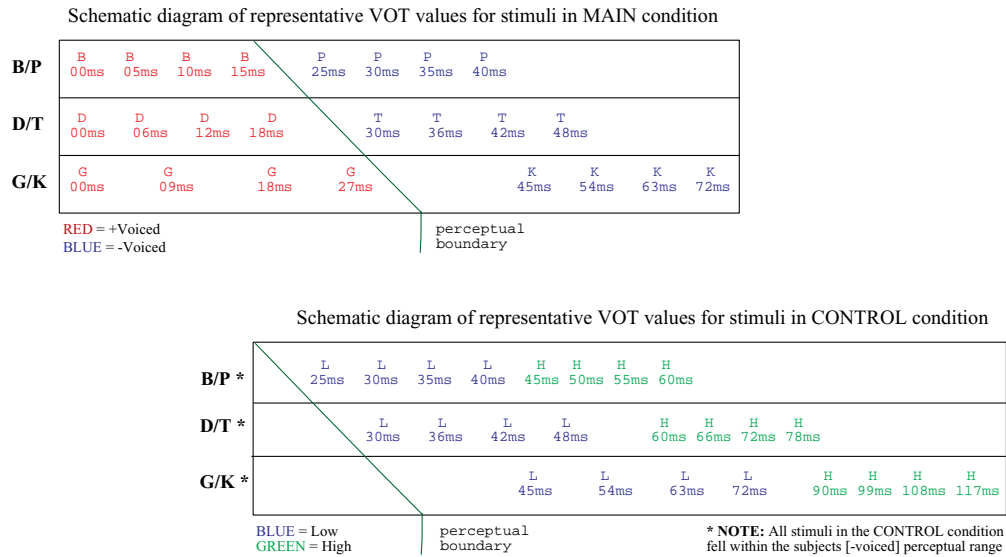 Schematic diagram of representative VOT values for stimuli in MAIN condition
B/P
B B B B P P P P
00ms 05ms 10ms 15ms 25ms 30ms 35ms 40ms
D/T
D D D D T T T T
00ms 06ms 12ms 18ms 30ms 36ms 42ms 48ms
G/K
G G G G K K K K
00ms 09ms 18ms 27ms 45ms 54ms 63ms 72ms
RED = +Voiced
BLUE = -Voiced
perceptual
boundary
Schematic diagram of representative VOT values for stimuli in CONTROL condition
B/P *
L L L L H H H H
25ms 30ms 35ms 40ms 45ms 50ms 55ms 60ms
D/T *
L L L L H H H H
30ms 36ms 42ms 48ms 60ms 66ms 72ms 78ms
G/K *
L L L L H H H H
45ms 54ms 63ms 72ms 90ms 99ms 108ms 117ms
BLUE = Low
GREEN = High
perceptual
boundary
* NOTE: All stimuli in the CONTROL condition
fell within the subjects [-voiced] perceptual range